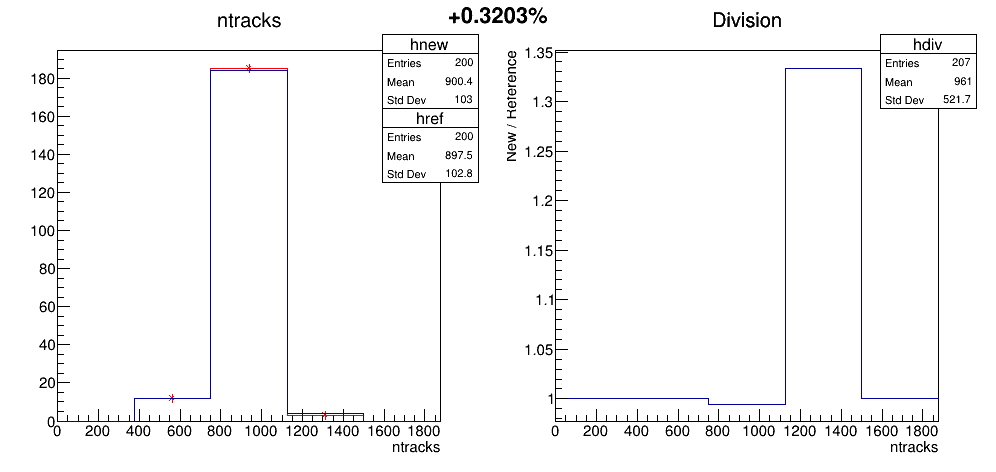 +0.3203%
ntracks
hnew
Entries 200
Mean 900.4
Std Dev 103
href
Entries 200
Mean 897.5
Std Dev 102.8
180
160
140
120
100
80
60
40
20
0
0 200 400 600 800 1000 1200 1400 1600 1800
ntracks
Division
hdiv
Entries 207
Mean 961
Std Dev 521.7
New / Reference
1.35
1.3
1.25
1.2
1.15
1.1
1.05
1
0 200 400 600 800 1000 1200 1400 1600 1800
ntracks